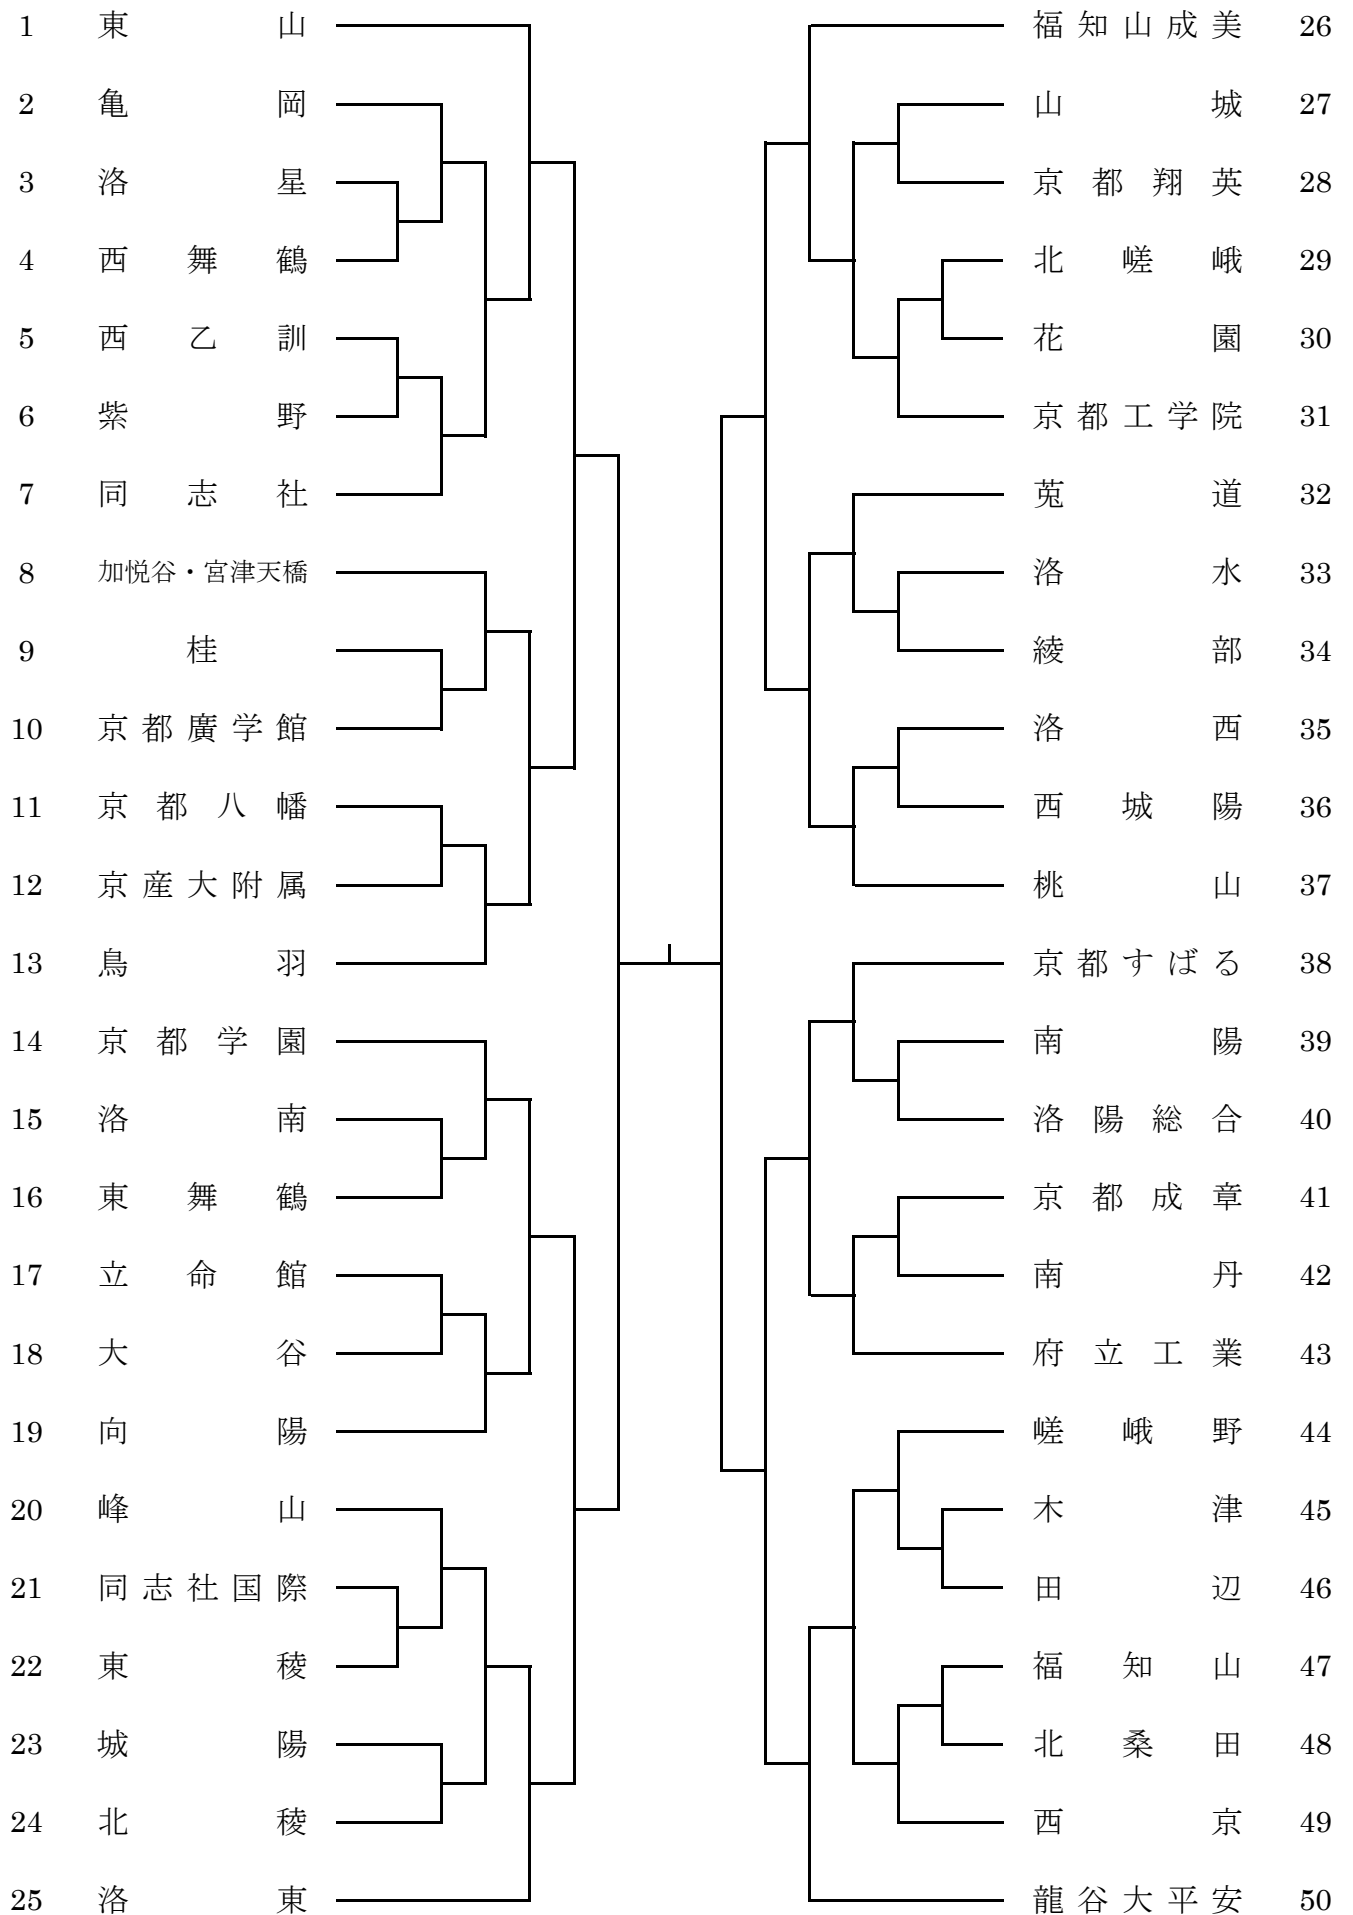 1 東山
2 亀岡
3 洛星
4 西舞鶴
5 西乙訓
6 紫野
7 同志社
8 加悦谷・宮津天橋
9 桂
10 京都廣学館
11 京都八幡
12 京産大附属
13 鳥羽
14 京都学園
15 洛南
16 東舞鶴
17 立命館
18 大谷
19 向陽
20 峰山
21 同志社国際
22 東稜
23 城陽
24 北稜
25 洛東
福知山成美 26
山城 27
京都翔英 28
北嵯峨 29
花園 30
京都工学院 31
莵道 32
洛水 33
綾部 34
洛西 35
西城陽 36
桃山 37
京都すばる 38
南陽 39
洛陽総合 40
京都成章 41
南丹 42
府立工業 43
嵯峨野 44
木津 45
田辺 46
福知山 47
北桑田 48
西京 49
龍谷大平安 50